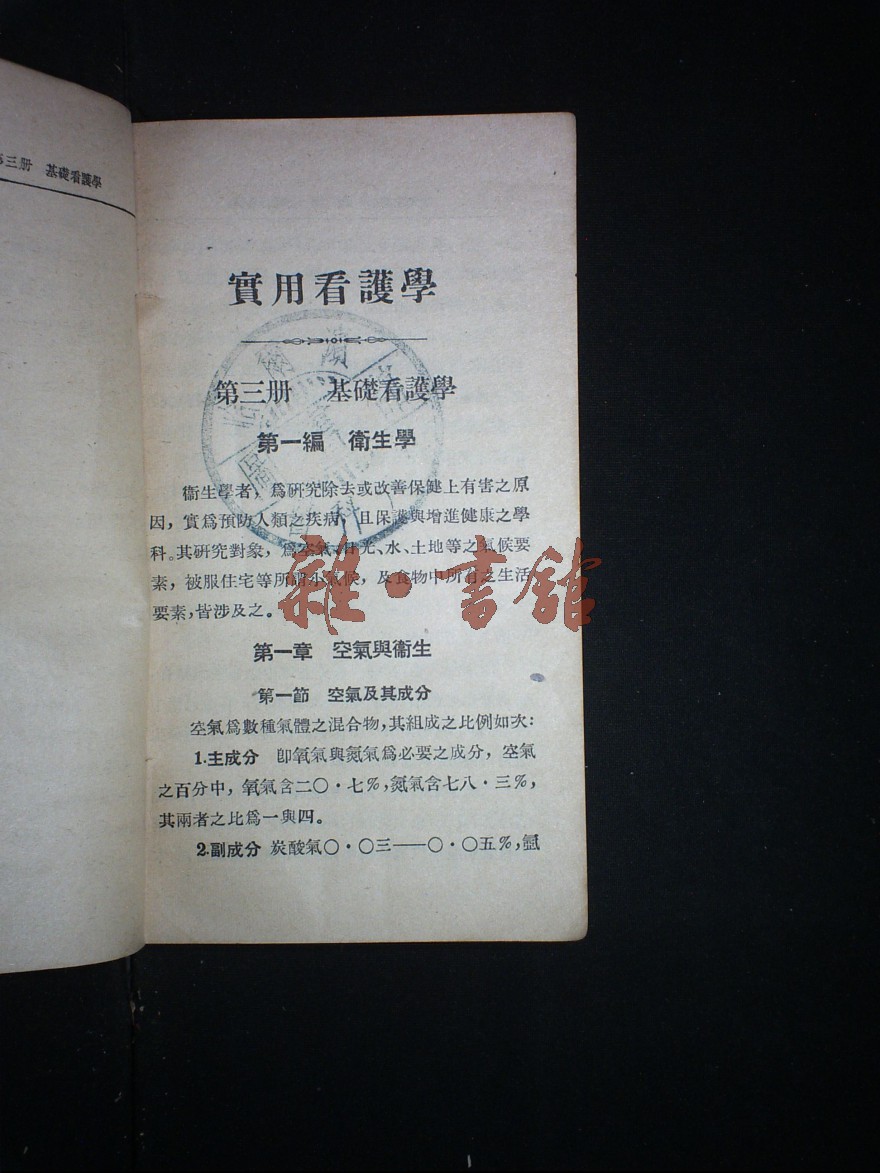 三册 基礎看護學
實用看護學
第三册 基礎看護學
第一編 衛生學
衞生學者，爲硏究除去或改善保健上有害之原
因，實爲預防人類之疾病，且保護與增進健康之學
科。其硏究對象，爲空氣、日光、水、土地等之氣候要
素，被服住宅等所謂小氣候，及食物中所有之生活
要素，皆涉及之。
雜·書館
第一章 空氣與衞生
第一節 空氣及其成分
空氣爲數種氣體之混合物，其組成之比例如次：
1.主成分 卽氧氣與氮氣爲必要之成分，空氣
之百分中，氧氣含二〇·七%，氮氣含七八·三%，
其兩者之比爲一與四。
2.副成分 炭酸氣〇·〇三——〇·〇五%，氬